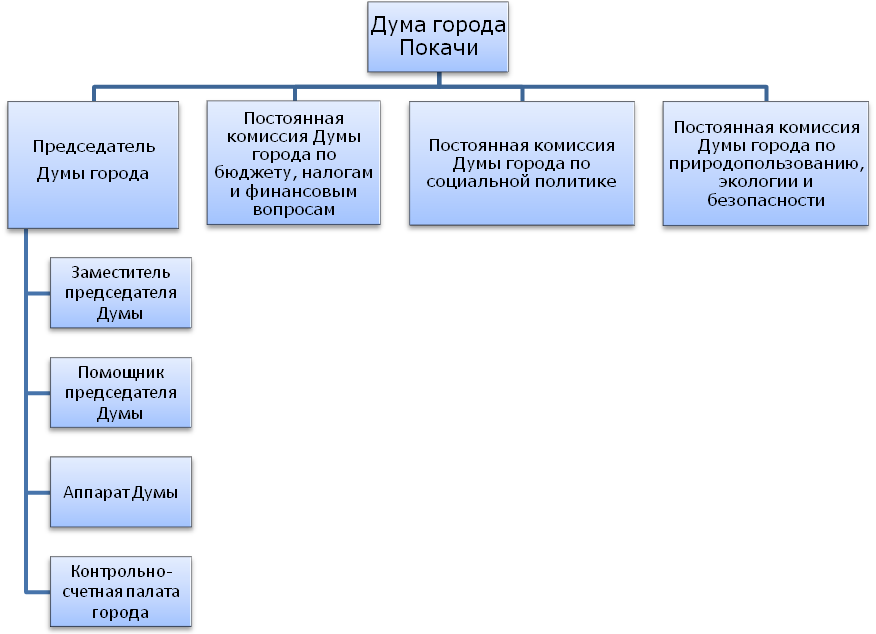 Дума города
Покачи
Председатель
Думы города
Постоянная
комиссия Думы
города по
бюджету, налогам
и финансовым
вопросам
Постоянная комиссия
Думы города по
социальной политике
Постоянная комиссия
Думы города по
природопользованию,
экологии и
безопасности
Заместитель
председателя
Думы
Помощник
председателя
Думы
Аппарат Думы
Контрольно-
счетная палата
города